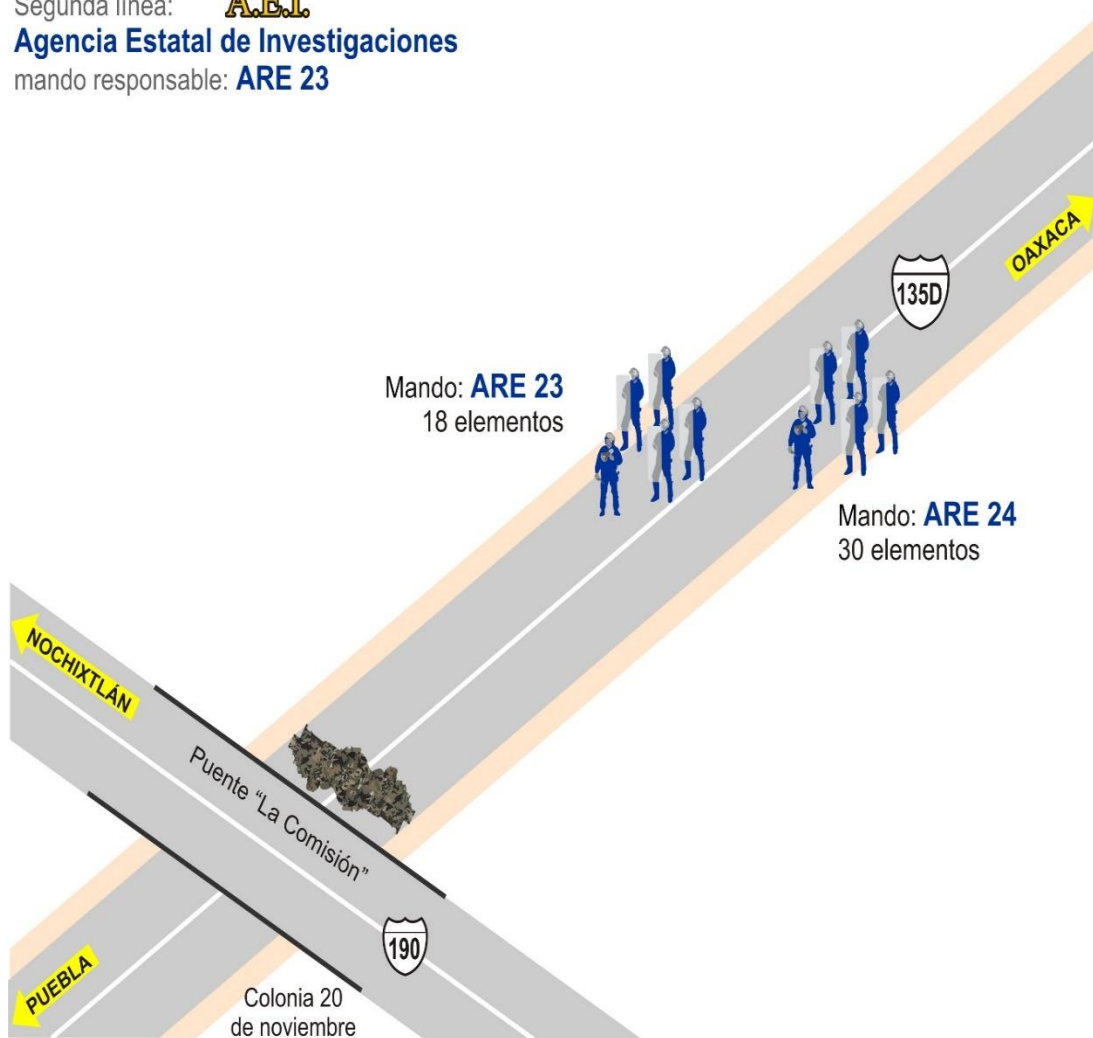 Segunda línea: A.E.I.
Agencia Estatal de Investigaciones
mando responsable: ARE 23
OAXACA
135D
Mando: ARE 23
18 elementos
Mando: ARE 24
30 elementos
NOCHIXTLÁN
Puente "La Comisión"
190
PUEBLA
Colonia 20
de noviembre